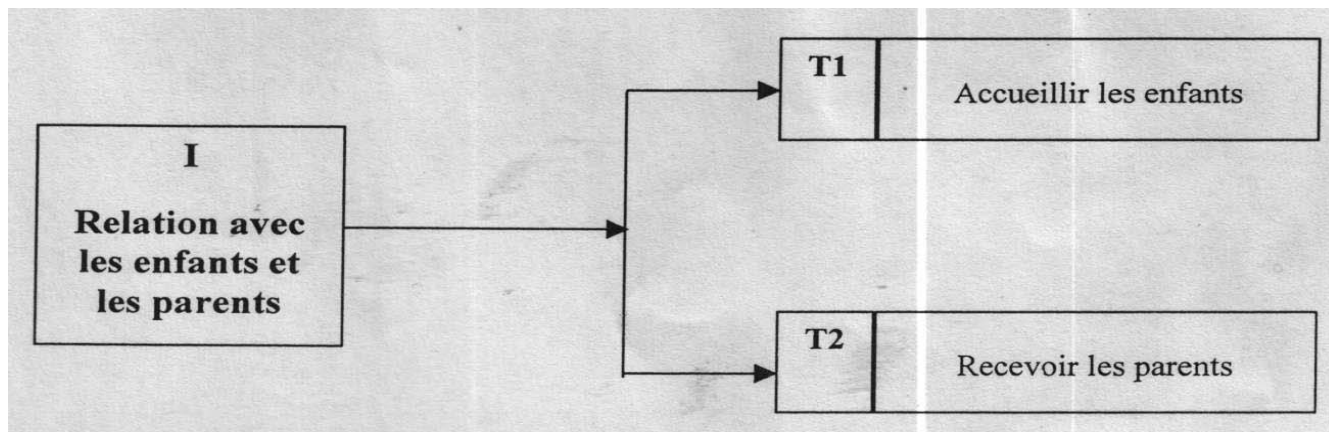 I
Relation avec
les enfants et
les parents
T1
Accueillir les enfants
T2
Recevoir les parents